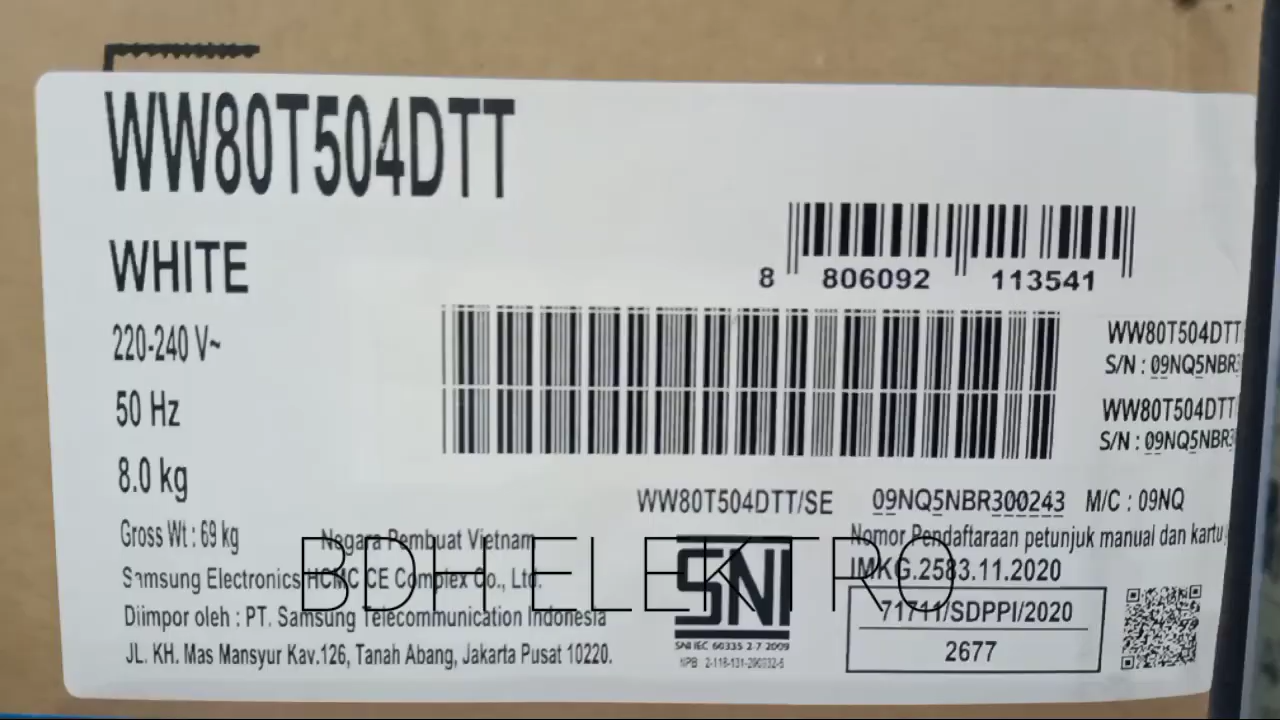 WW80T504DTT
WHITE
220-240 V~
50 Hz
8.0 kg
Gross Wt : 69 kg
Negara Pembuat Vietnam
Samsung Electronics HCMC CE Complex Co., Ltd.
Diimpor oleh : PT. Samsung Telecommunication Indonesia
JL. KH. Mas Mansyur Kav.126, Tanah Abang, Jakarta Pusat 10220.
8 806092 113541
WW80T504DTT
S/N : 09NQ5NBR3
WW80T504DTT
S/N : 09NQ5NBR3
WW80T504DTT/SE 09NQ5NBR300243 M/C : 09NQ
Nomor Pendaftaraan petunjuk manual dan kartu
IMKG.2583.11.2020
71711/SDPPI/2020
2677
SNI
SNI IEC 60335-2-7:2009
BDH ELEKTRO